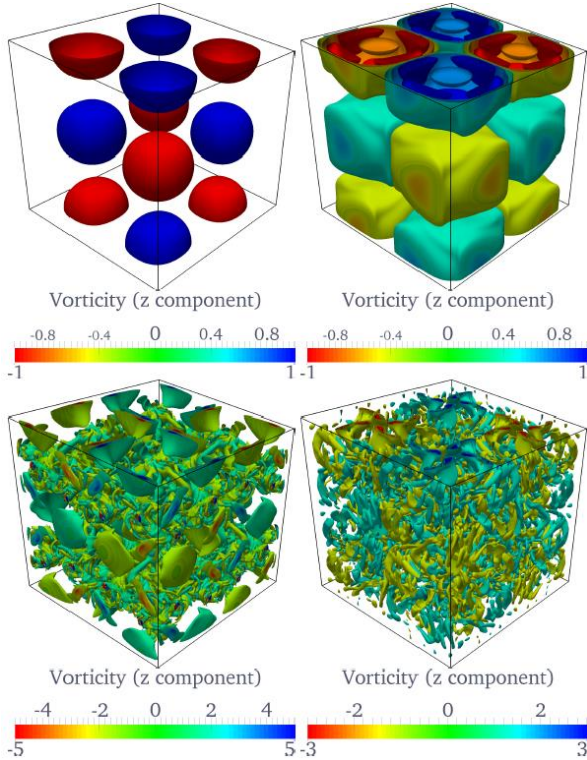 Vorticity (z component)
-0.8 -0.4 0 0.4 0.8
-1 1
Vorticity (z component)
-0.8 -0.4 0 0.4 0.8
-1 1
Vorticity (z component)
-4 -2 0 2 4
-5 5
Vorticity (z component)
-2 0 2
-3 3